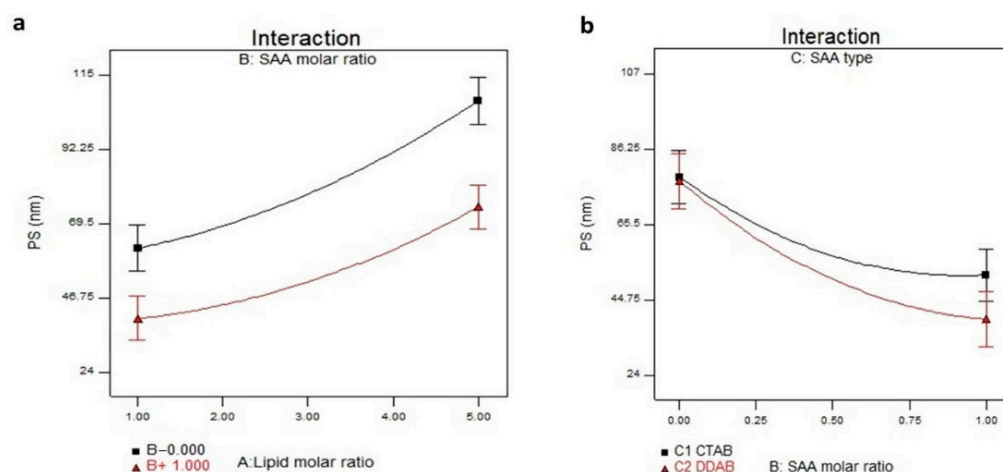 a
Interaction
B: SAA molar ratio
PS (nm)
115
92.25
69.5
46.75
24
1.00 2.00 3.00 4.00 5.00
B−0.000
B+ 1.000
A:Lipid molar ratio
b
Interaction
C: SAA type
PS (nm)
107
86.25
65.5
44.75
24
0.00 0.25 0.50 0.75 1.00
C1 CTAB
C2 DDAB
B: SAA molar ratio